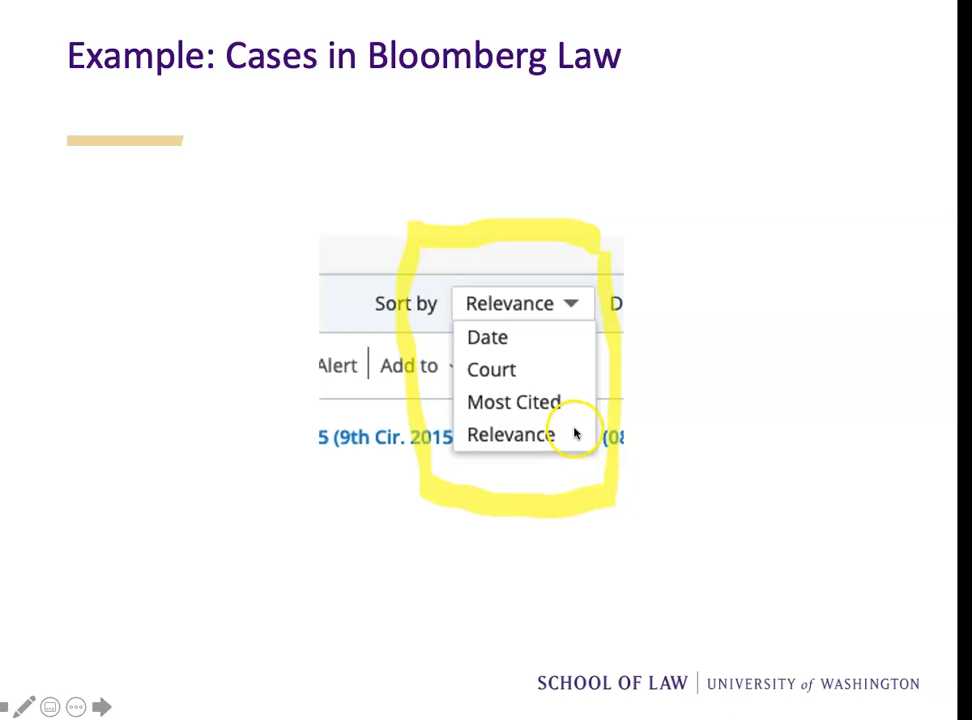 Example: Cases in Bloomberg Law
Sort by Relevance D
Date
Alert Add to
Court
Most Cited
5 (9th Cir. 2015 (08
Relevance
SCHOOL OF LAW UNIVERSITY of WASHINGTON